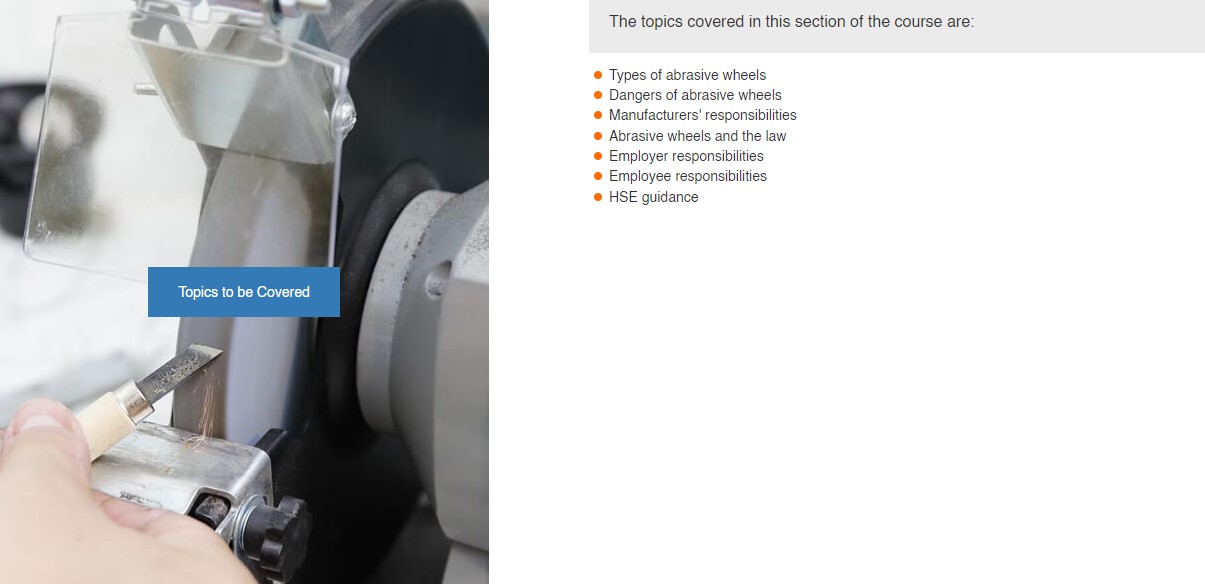 Topics to be Covered
The topics covered in this section of the course are:
Types of abrasive wheels
Dangers of abrasive wheels
Manufacturers' responsibilities
Abrasive wheels and the law
Employer responsibilities
Employee responsibilities
HSE guidance